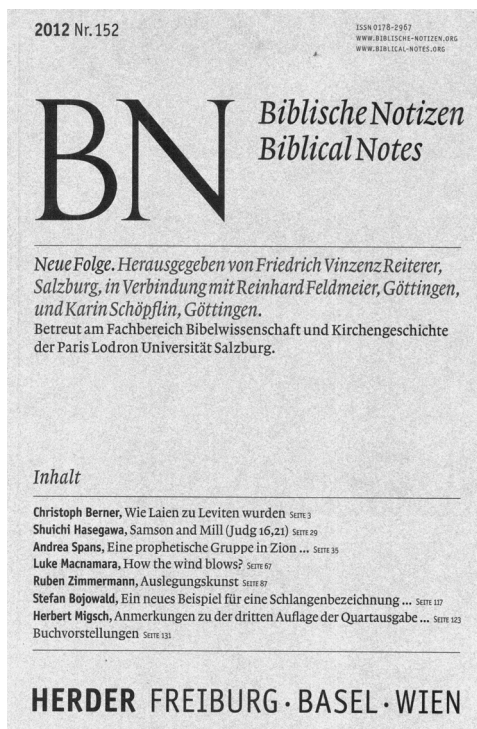 2012 Nr. 152
ISSN 0178-2967
WWW.BIBLISCHE-NOTIZEN.ORG
WWW.BIBLICAL-NOTES.ORG
BN
Biblische Notizen
Biblical Notes
Neue Folge. Herausgegeben von Friedrich Vinzenz Reiterer,
Salzburg, in Verbindung mit Reinhard Feldmeier, Göttingen,
und Karin Schöpflin, Göttingen.
Betreut am Fachbereich Bibelwissenschaft und Kirchengeschichte
der Paris Lodron Universität Salzburg.
Inhalt
Christoph Berner, Wie Laien zu Leviten wurden SEITE 3
Shuichi Hasegawa, Samson and Mill (Judg 16,21) SEITE 29
Andrea Spans, Eine prophetische Gruppe in Zion ... SEITE 35
Luke Macnamara, How the wind blows? SEITE 67
Ruben Zimmermann, Auslegungskunst SEITE 87
Stefan Bojowald, Ein neues Beispiel für eine Schlangenbezeichnung ... SEITE 117
Herbert Migsch, Anmerkungen zu der dritten Auflage der Quartausgabe ... SEITE 123
Buchvorstellungen SEITE 131
HERDER FREIBURG · BASEL · WIEN